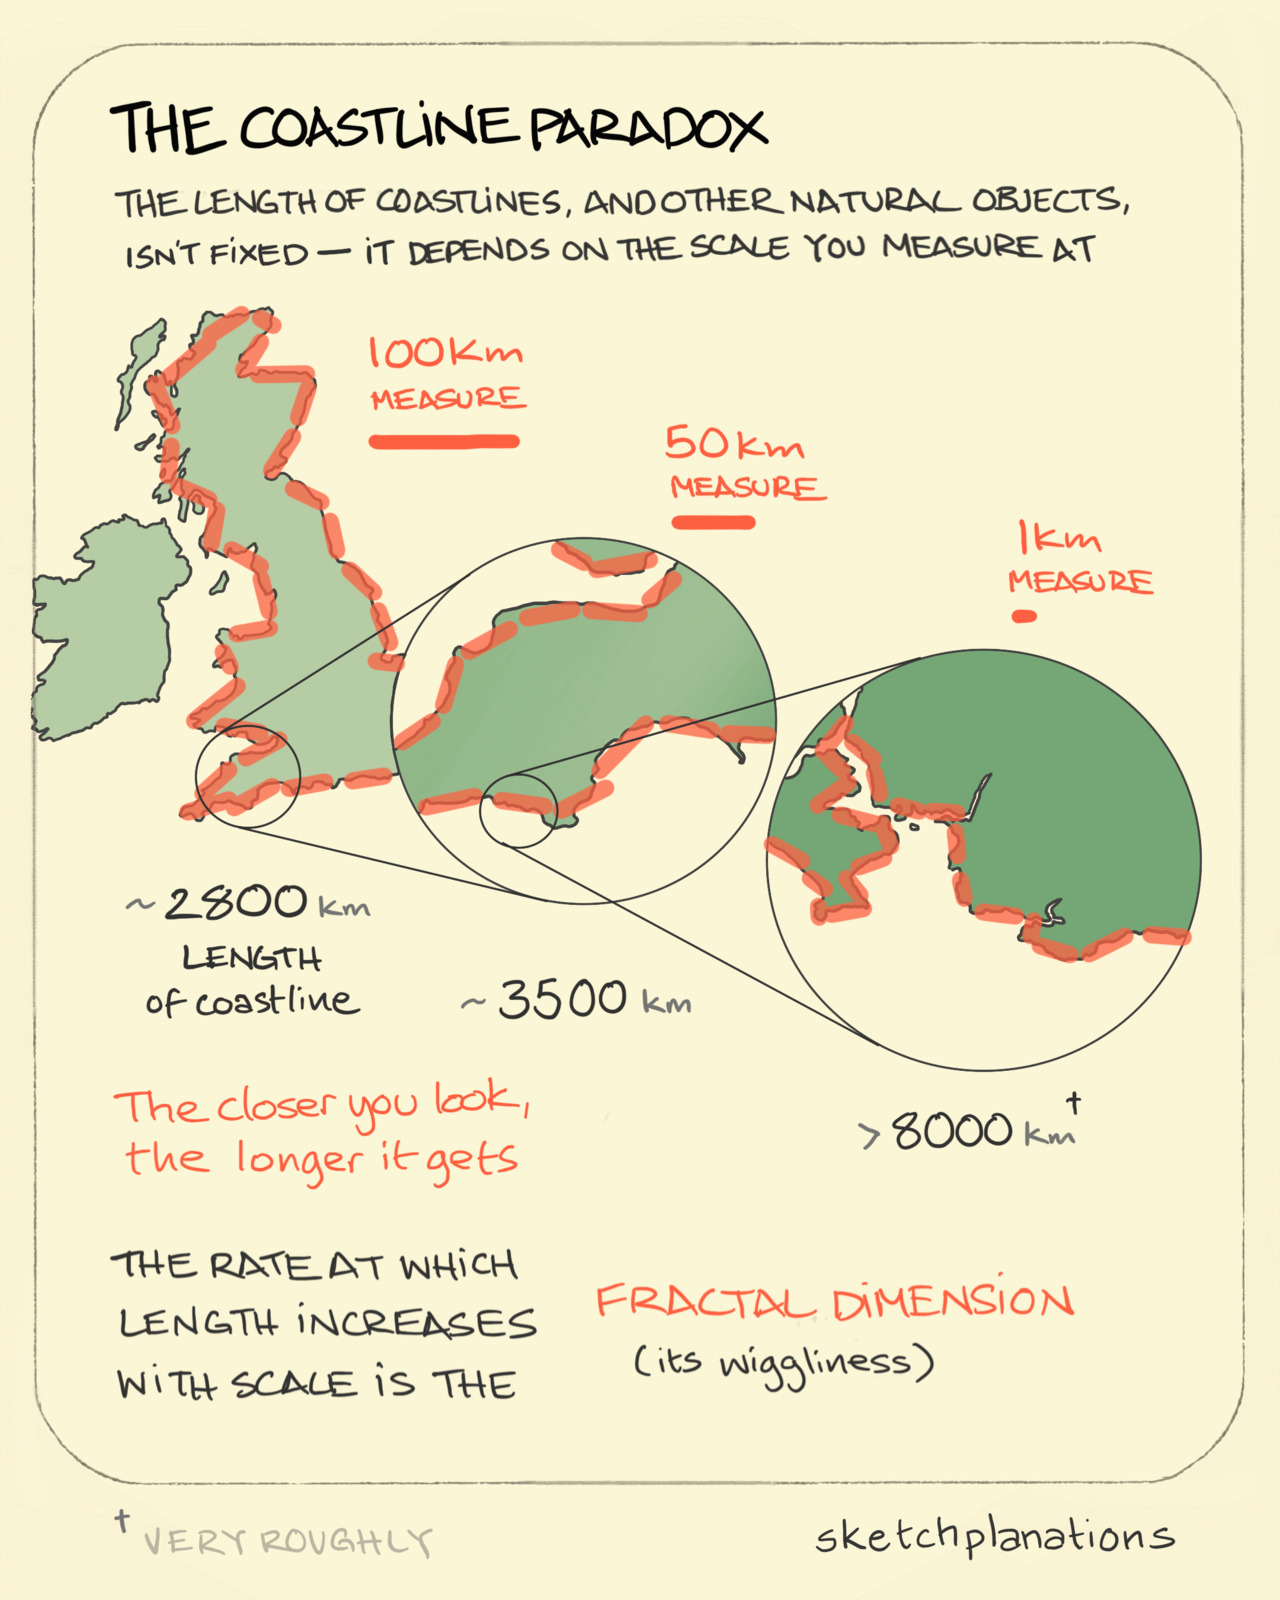 THE COASTLINE PARADOX
THE LENGTH OF COASTLINES, AND OTHER NATURAL OBJECTS,
ISN'T FIXED — IT DEPENDS ON THE SCALE YOU MEASURE AT
100km
MEASURE
50km
MEASURE
1km
MEASURE
~2800 km
LENGTH
of coastline
~3500 km
>8000 km†
The closer you look,
the longer it gets
THE RATE AT WHICH
LENGTH INCREASES
WITH SCALE IS THE
FRACTAL DIMENSION
(its wiggliness)
† VERY ROUGHLY
sketchplanations